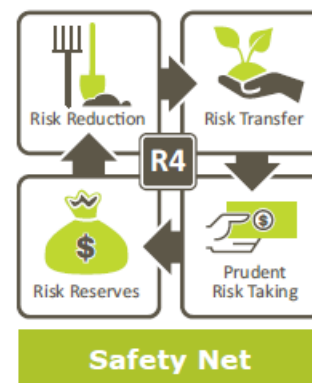 Risk Reduction
Risk Transfer
R4
$
$
Risk Reserves
Prudent
Risk Taking
Safety Net